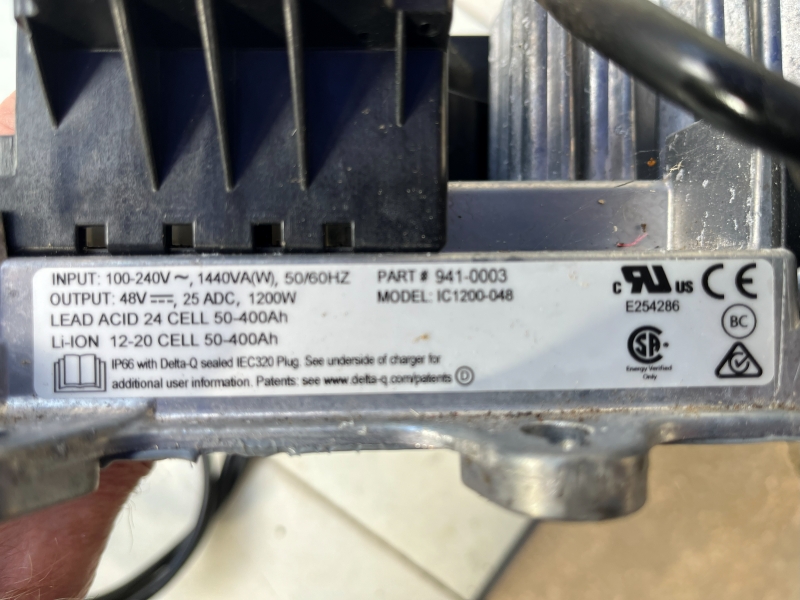 INPUT: 100-240V ~, 1440VA(W), 50/60HZ PART # 941-0003
OUTPUT: 48V⎓, 25 ADC, 1200W MODEL: IC1200-048
LEAD ACID 24 CELL 50-400Ah
Li-ION 12-20 CELL 50-400Ah
IP66 with Delta-Q sealed IEC320 Plug. See underside of charger for
additional user information. Patents: see www.delta-q.com/patents D
c RU US CE
E254286
BC
SA
Energy Verified
Only